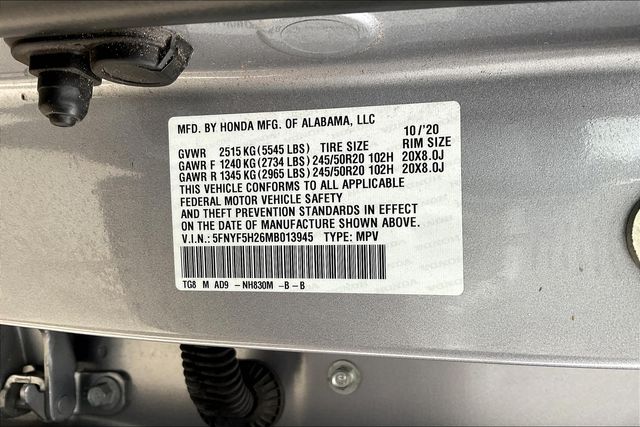 MFD. BY HONDA MFG. OF ALABAMA, LLC 10/'20
GVWR 2515 KG (5545 LBS) TIRE SIZE RIM SIZE
GAWR F 1240 KG (2734 LBS) 245/50R20 102H 20X8.0J
GAWR R 1345 KG (2965 LBS) 245/50R20 102H 20X8.0J
THIS VEHICLE CONFORMS TO ALL APPLICABLE
FEDERAL MOTOR VEHICLE SAFETY
AND THEFT PREVENTION STANDARDS IN EFFECT
ON THE DATE OF MANUFACTURE SHOWN ABOVE.
V.I.N.: 5FNYF5H26MB013945 TYPE: MPV
TG8 M AD9 - NH830M -B - B